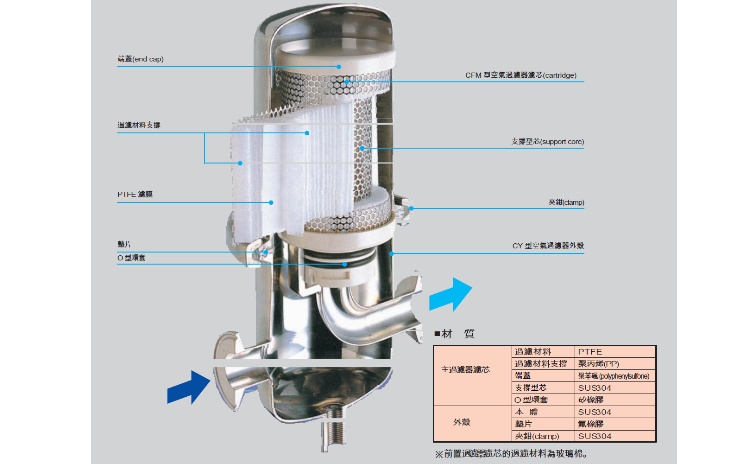 端蓋(end cap)
CFM 型空氣過濾器濾芯(cartridge)
過濾材料支撐
支撐型芯(support core)
PTFE 濾膜
夾鉗(clamp)
墊片
CY 型空氣過濾器外殼
O 型環套
■材 質
主過濾器濾芯
過濾材料 PTFE
過濾材料支撐 聚丙烯(PP)
端蓋 聚苯碸(polyphenylsulfone)
支撐型芯 SUS304
O 型環套 矽橡膠
外殼
本 體 SUS304
墊片 氟橡膠
夾鉗(clamp) SUS304
※前置過濾器濾芯的過濾材料為玻璃棉。